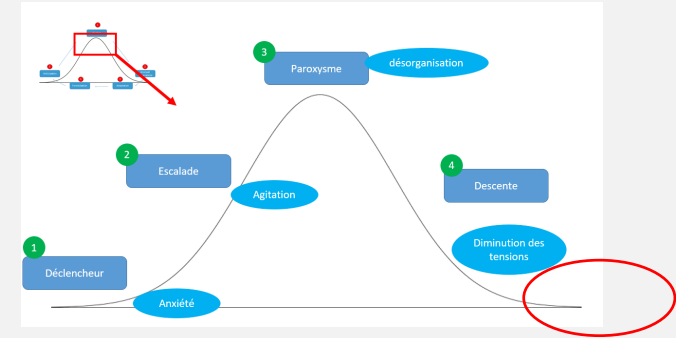 3
Paroxysme
désorganisation
2
Escalade
Agitation
4
Descente
1
Déclencheur
Diminution des
tensions
Anxiété